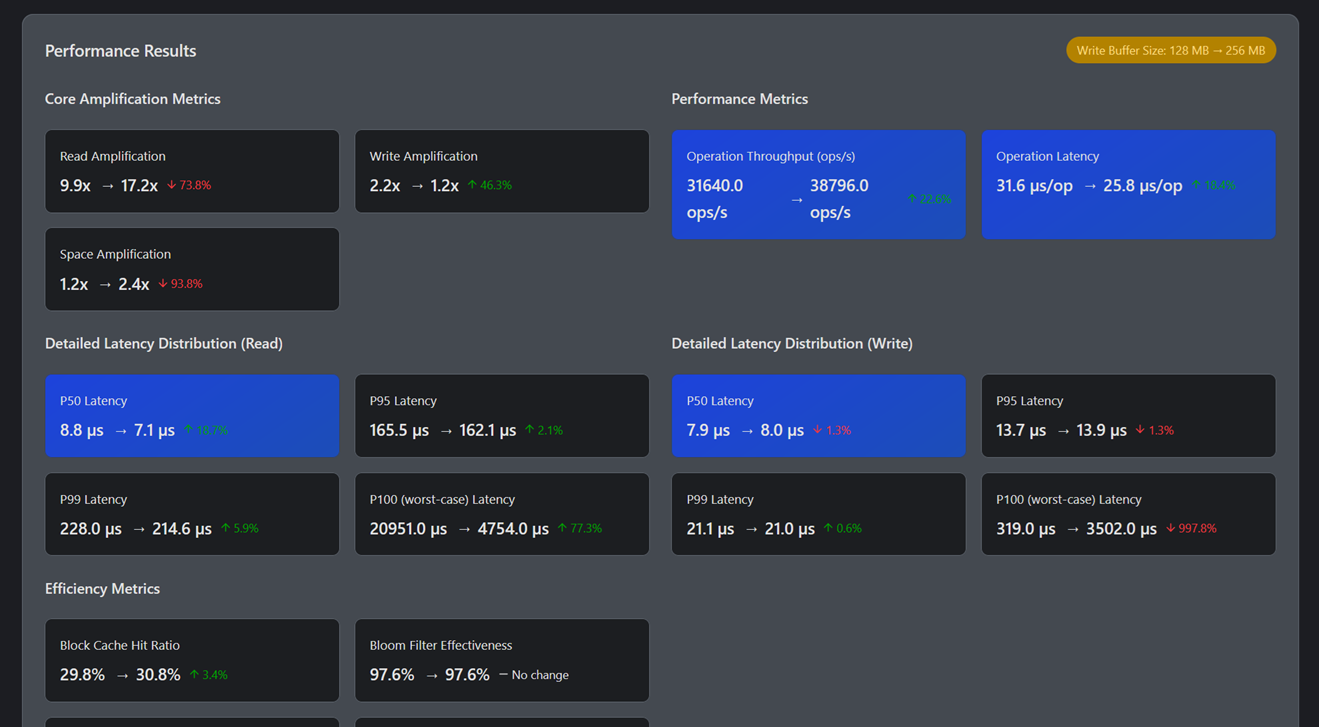 Performance Results
Write Buffer Size: 128 MB → 256 MB
Core Amplification Metrics
Read Amplification
9.9x → 17.2x ↓ 73.8%
Write Amplification
2.2x → 1.2x ↑ 46.3%
Space Amplification
1.2x → 2.4x ↓ 93.8%
Performance Metrics
Operation Throughput (ops/s)
31640.0 ops/s → 38796.0 ops/s ↑ 22.6%
Operation Latency
31.6 µs/op → 25.8 µs/op ↑ 18.4%
Detailed Latency Distribution (Read)
P50 Latency
8.8 µs → 7.1 µs ↑ 18.7%
P95 Latency
165.5 µs → 162.1 µs ↑ 2.1%
P99 Latency
228.0 µs → 214.6 µs ↑ 5.9%
P100 (worst-case) Latency
20951.0 µs → 4754.0 µs ↑ 77.3%
Detailed Latency Distribution (Write)
P50 Latency
7.9 µs → 8.0 µs ↓ 1.3%
P95 Latency
13.7 µs → 13.9 µs ↓ 1.3%
P99 Latency
21.1 µs → 21.0 µs ↑ 0.6%
P100 (worst-case) Latency
319.0 µs → 3502.0 µs ↓ 997.8%
Efficiency Metrics
Block Cache Hit Ratio
29.8% → 30.8% ↑ 3.4%
Bloom Filter Effectiveness
97.6% → 97.6% − No change